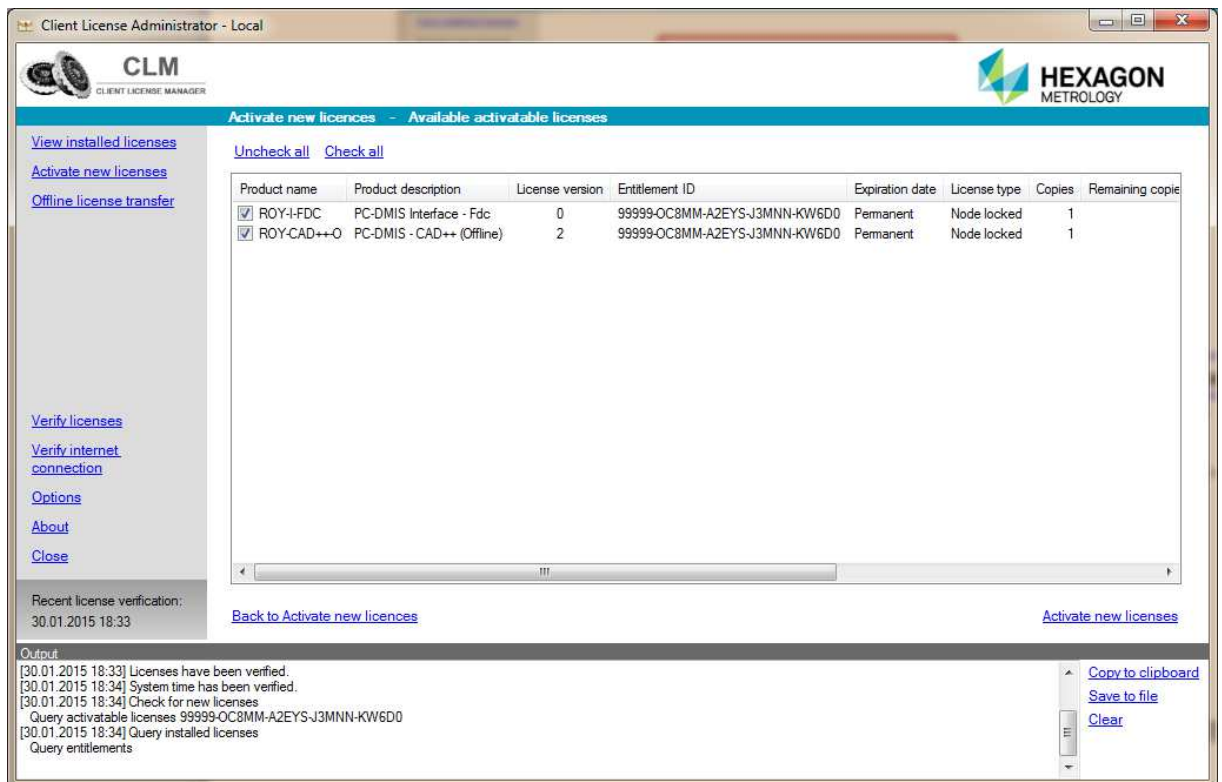 Client License Administrator - Local
CLM
CLIENT LICENSE MANAGER
HEXAGON
METROLOGY
Activate new licences - Available activatable licenses
View installed licenses
Activate new licenses
Offline license transfer
Uncheck all Check all
Product name Product description License version Entitlement ID Expiration date License type Copies Remaining copie
ROY-I-FDC PC-DMIS Interface - Fdc 0 99999-OC8MM-A2EYS-J3MNN-KW6D0 Permanent Node locked 1
ROY-CAD++-O PC-DMIS - CAD++ (Offline) 2 99999-OC8MM-A2EYS-J3MNN-KW6D0 Permanent Node locked 1
Verify licenses
Verify internet
connection
Options
About
Close
Recent license verification:
30.01.2015 18:33
Back to Activate new licences
Activate new licenses
Output
[30.01.2015 18:33] Licenses have been verified.
[30.01.2015 18:34] System time has been verified.
[30.01.2015 18:34] Check for new licenses
Query activatable licenses 99999-OC8MM-A2EYS-J3MNN-KW6D0
[30.01.2015 18:34] Query installed licenses
Query entitlements
Copy to clipboard
Save to file
Clear